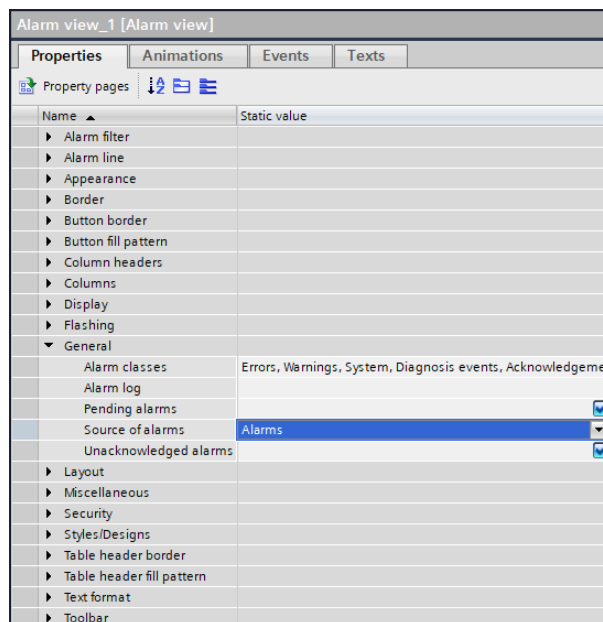 Alarm view_1 [Alarm view]
Properties Animations Events Texts
Property pages
Name Static value
Alarm filter
Alarm line
Appearance
Border
Button border
Button fill pattern
Column headers
Columns
Display
Flashing
General
Alarm classes Errors, Warnings, System, Diagnosis events, Acknowledgeme
Alarm log
Pending alarms
Source of alarms Alarms
Unacknowledged alarms
Layout
Miscellaneous
Security
Styles/Designs
Table header border
Table header fill pattern
Text format
Toolbar